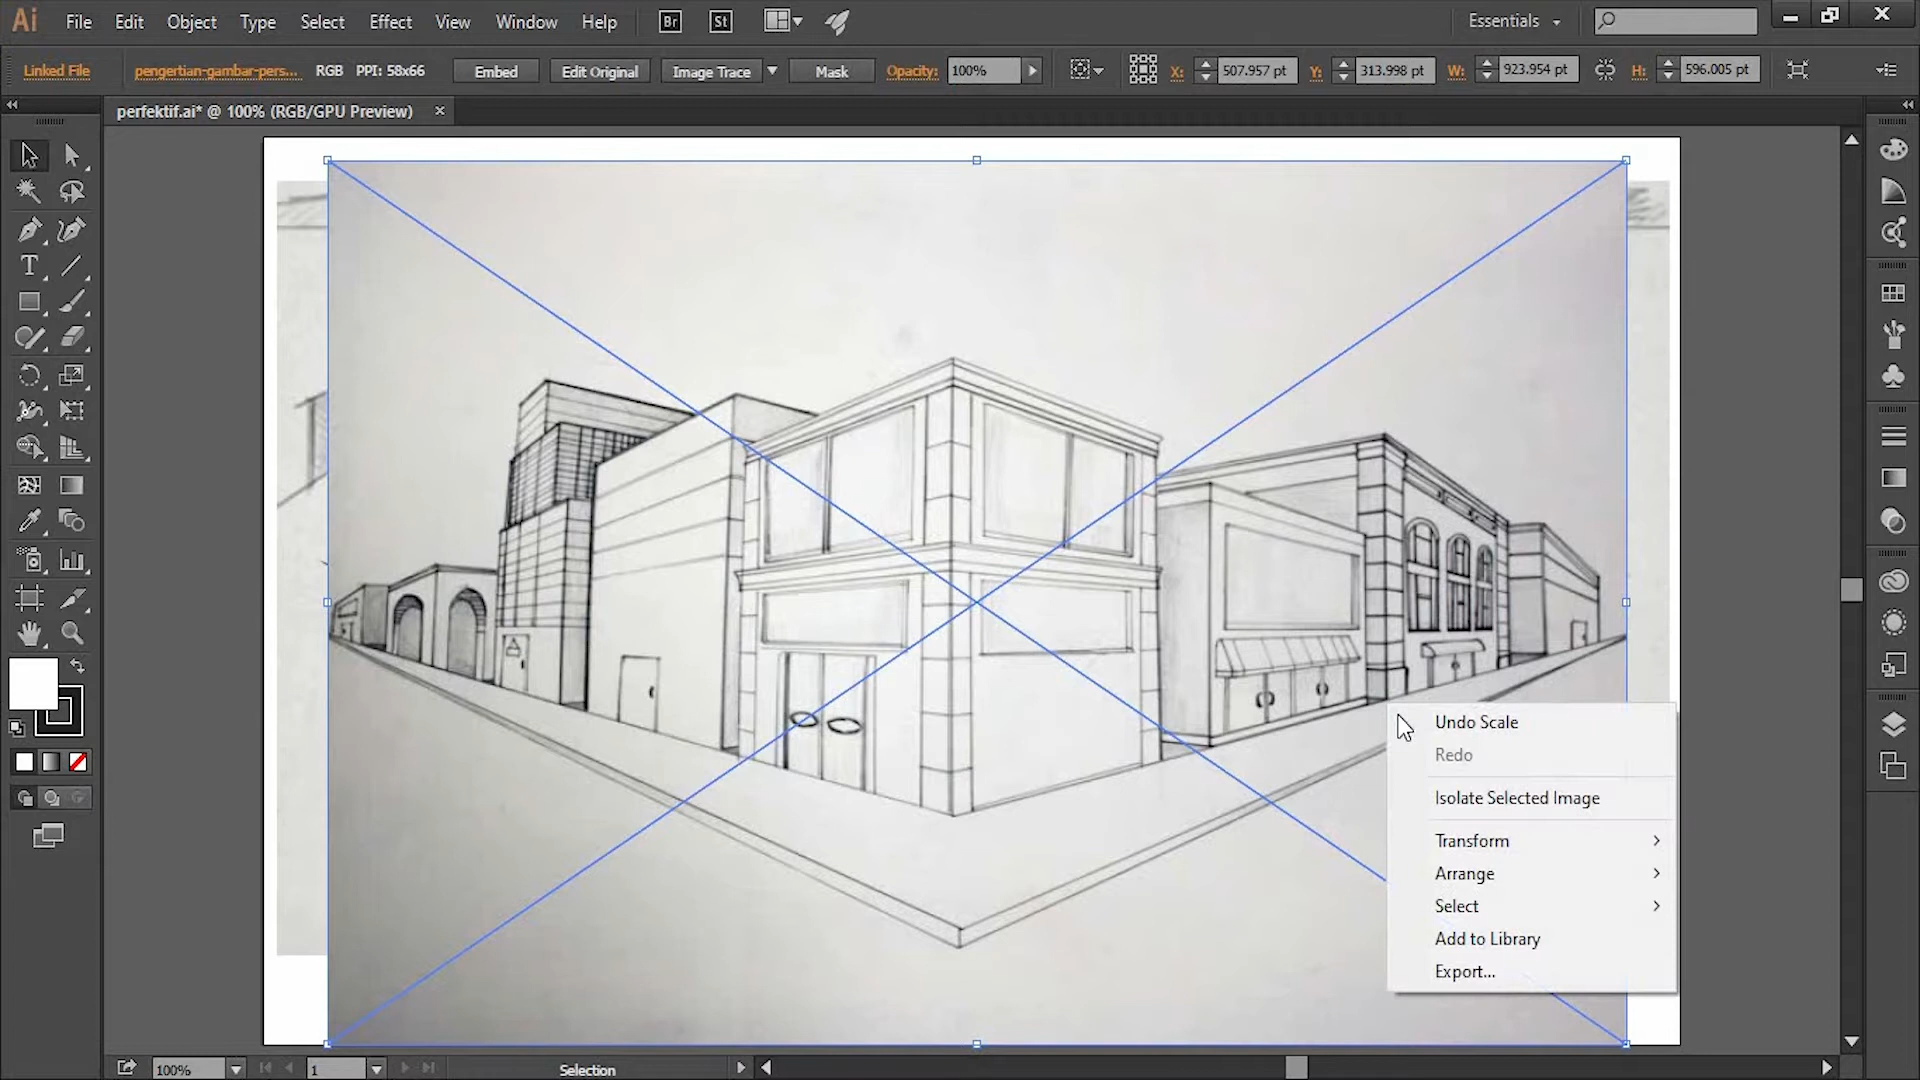 Ai File Edit Object Type Select Effect View Window Help Br St Essentials
Linked File pengertian-gambar-pers... RGB PPI: 58x66 Embed Edit Original Image Trace Mask Opacity: 100% X: 507.957 pt Y: 313.998 pt W: 923.954 pt H: 596.005 pt
perfektif.ai* @ 100% (RGB/GPU Preview)
Undo Scale
Redo
Isolate Selected Image
Transform
Arrange
Select
Add to Library
Export...
100% 1 Selection